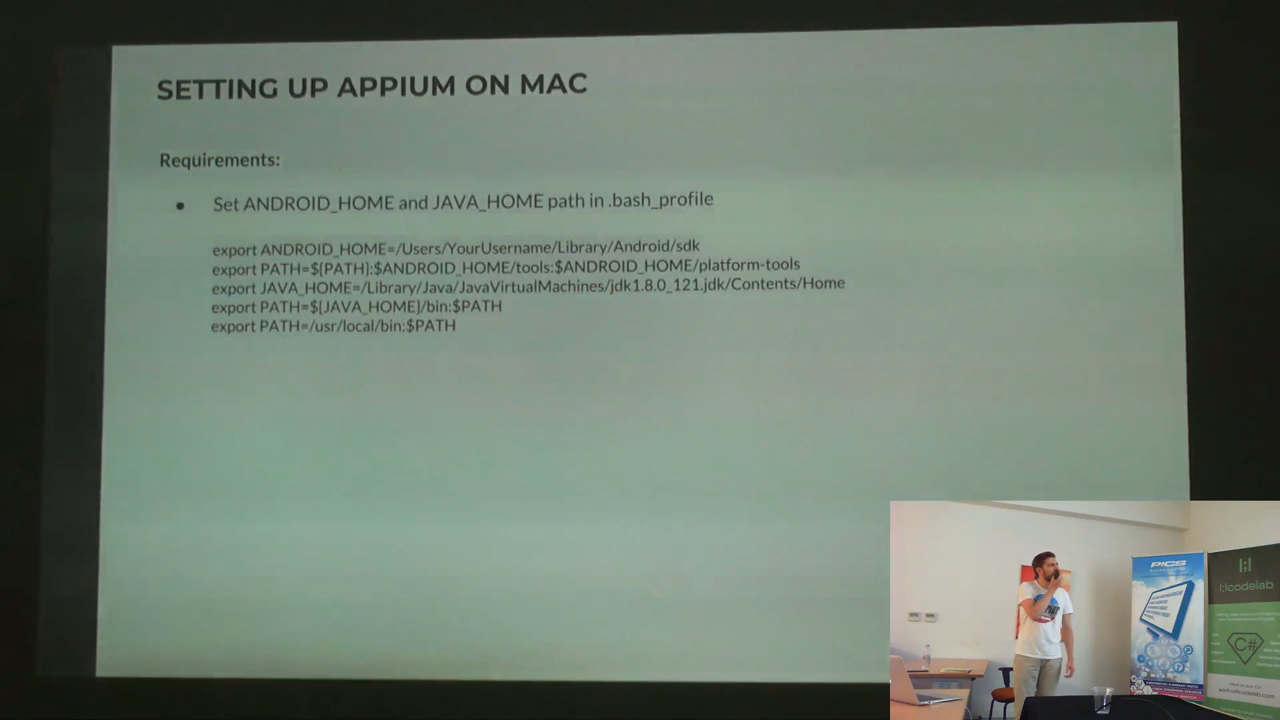 SETTING UP APPIUM ON MAC
Requirements:
● Set ANDROID_HOME and JAVA_HOME path in .bash_profile
export ANDROID_HOME=/Users/YourUsername/Library/Android/sdk
export PATH=${PATH}:$ANDROID_HOME/tools:$ANDROID_HOME/platform-tools
export JAVA_HOME=/Library/Java/JavaVirtualMachines/jdk1.8.0_121.jdk/Contents/Home
export PATH=${JAVA_HOME}/bin:$PATH
export PATH=/usr/local/bin:$PATH
PICS
codelab
C#